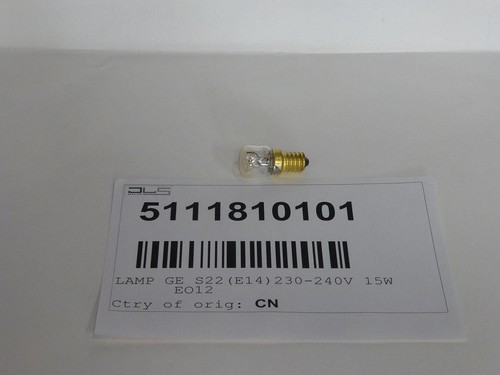 DLS
5111810101
LAMP GE S22(E14)230-240V 15W
EO12
Ctry of orig: CN